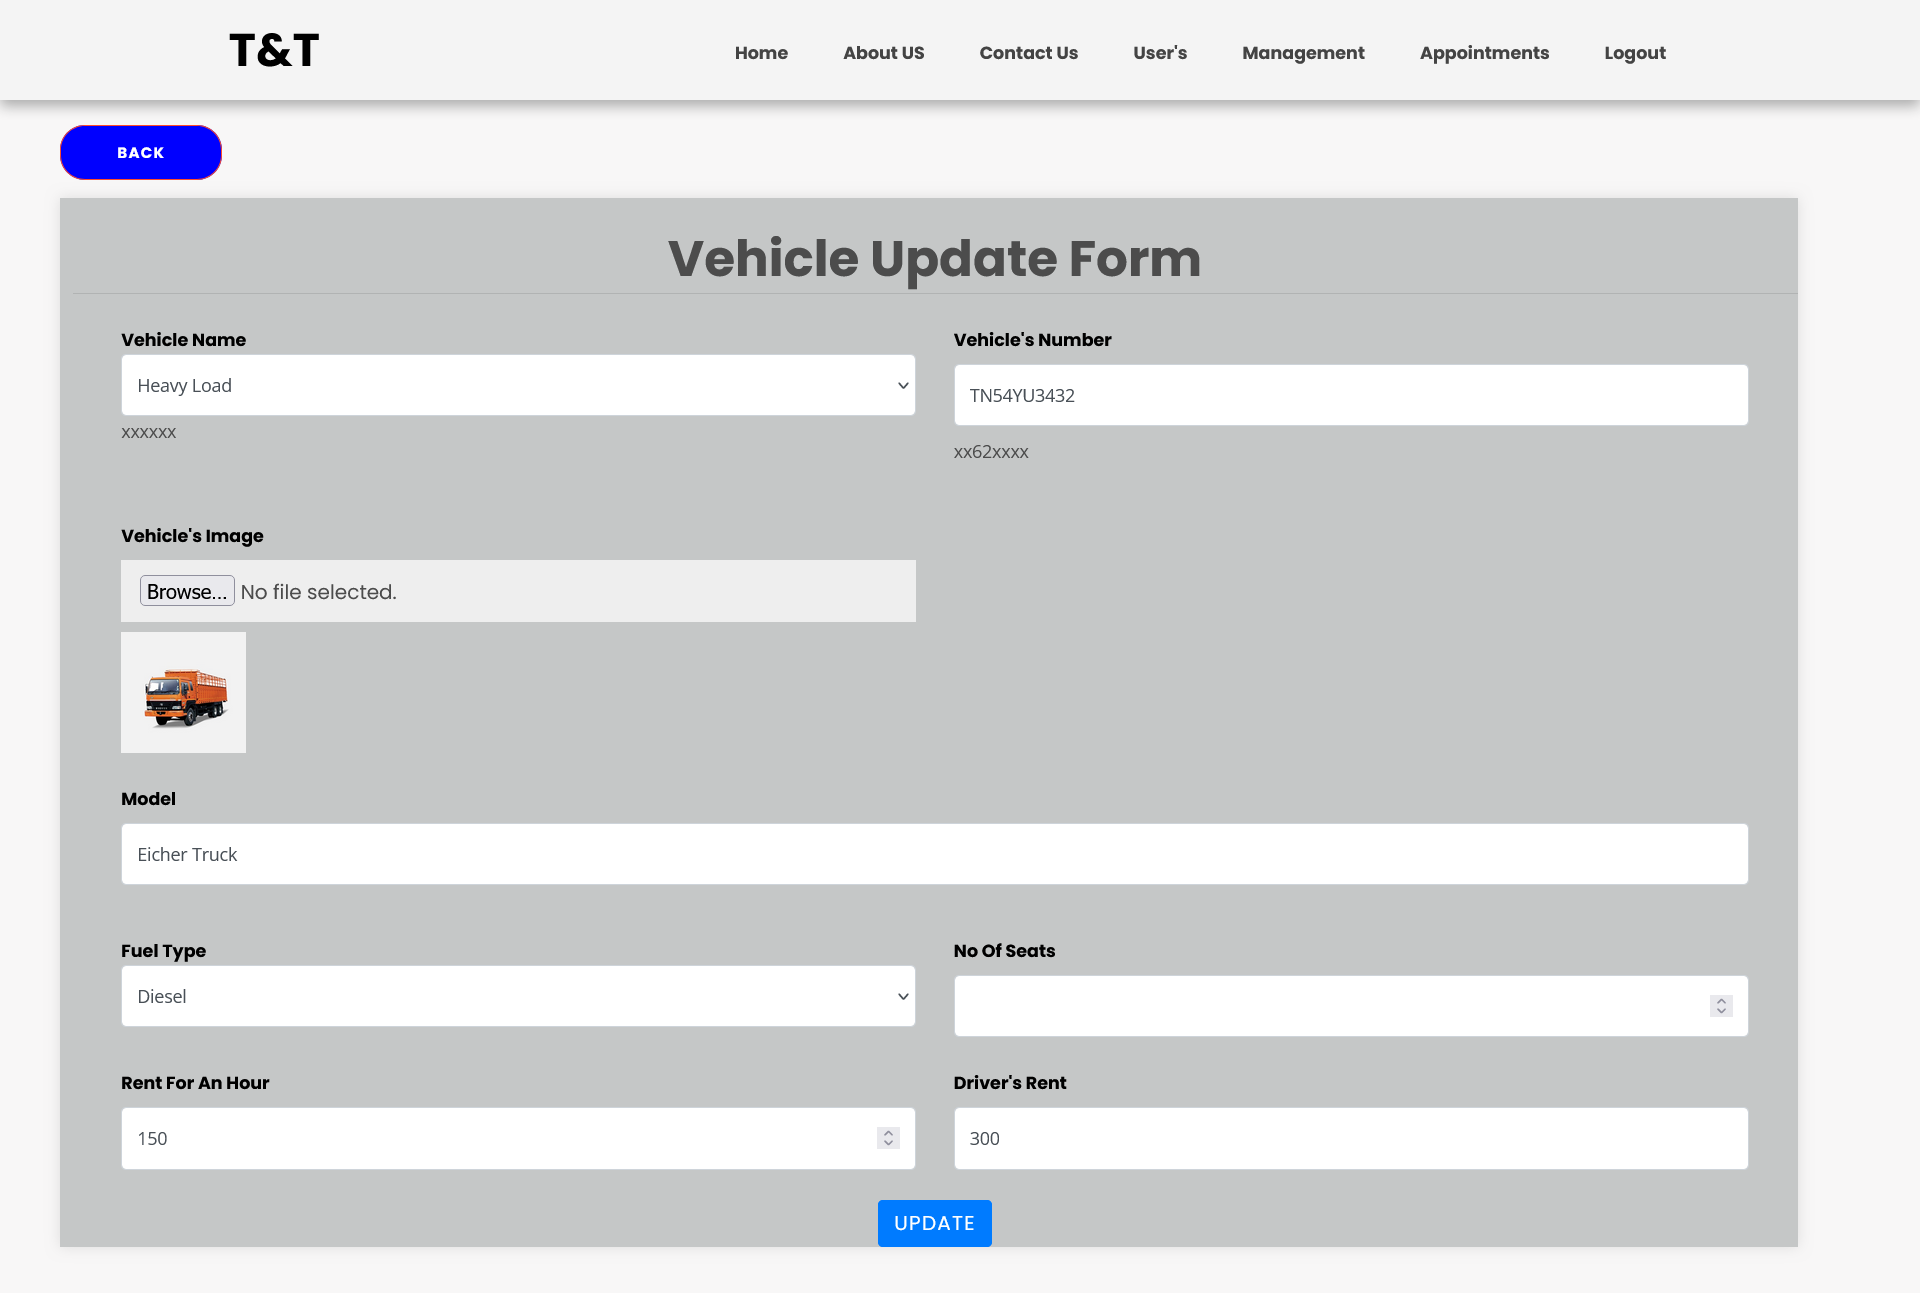 T&T
Home About US Contact Us User's Management Appointments Logout
BACK
Vehicle Update Form
Vehicle Name
Heavy Load
xxxxxx
Vehicle's Number
TN54YU3432
xx62xxxx
Vehicle's Image
Browse... No file selected.
Model
Eicher Truck
Fuel Type
Diesel
No Of Seats
Rent For An Hour
150
Driver's Rent
300
UPDATE